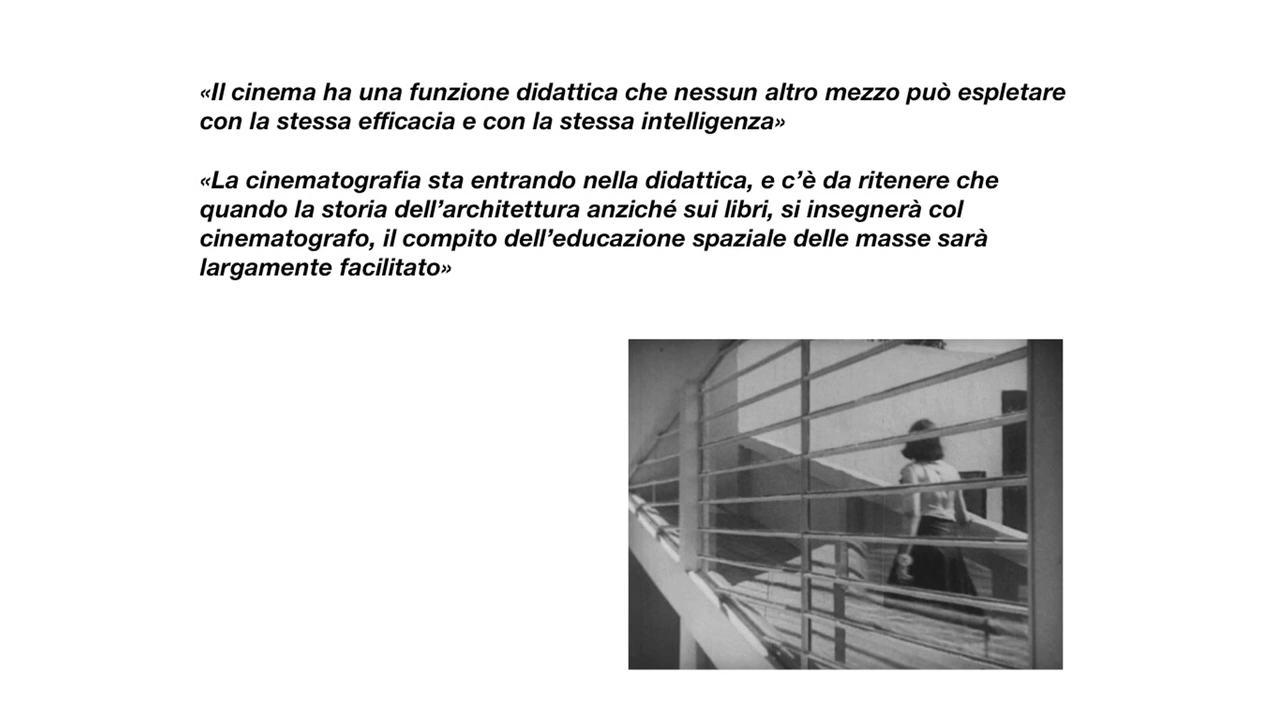 «Il cinema ha una funzione didattica che nessun altro mezzo può espletare
con la stessa efficacia e con la stessa intelligenza»
«La cinematografia sta entrando nella didattica, e c’è da ritenere che
quando la storia dell’architettura anziché sui libri, si insegnerà col
cinematografo, il compito dell’educazione spaziale delle masse sarà
largamente facilitato»